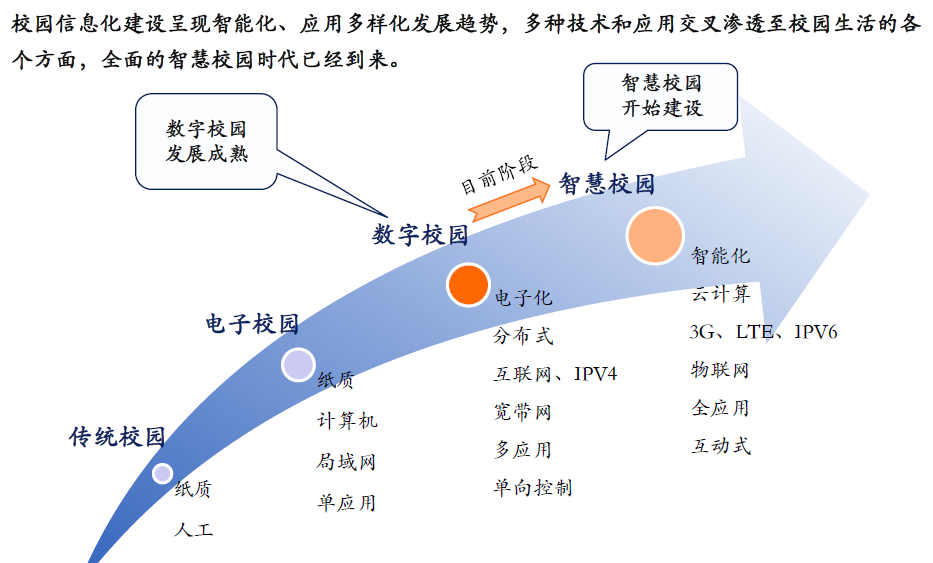 校园信息化建设呈现智能化、应用多样化发展趋势，多种技术和应用交叉渗透至校园生活的各
个方面，全面的智慧校园时代已经到来。
数字校园
发展成熟
智慧校园
开始建设
目前阶段
智慧校园
数字校园
电子校园
传统校园
纸质
人工
纸质
计算机
局域网
单应用
电子化
分布式
互联网、IPV4
宽带网
多应用
单向控制
智能化
云计算
3G、LTE、IPV6
物联网
全应用
互动式